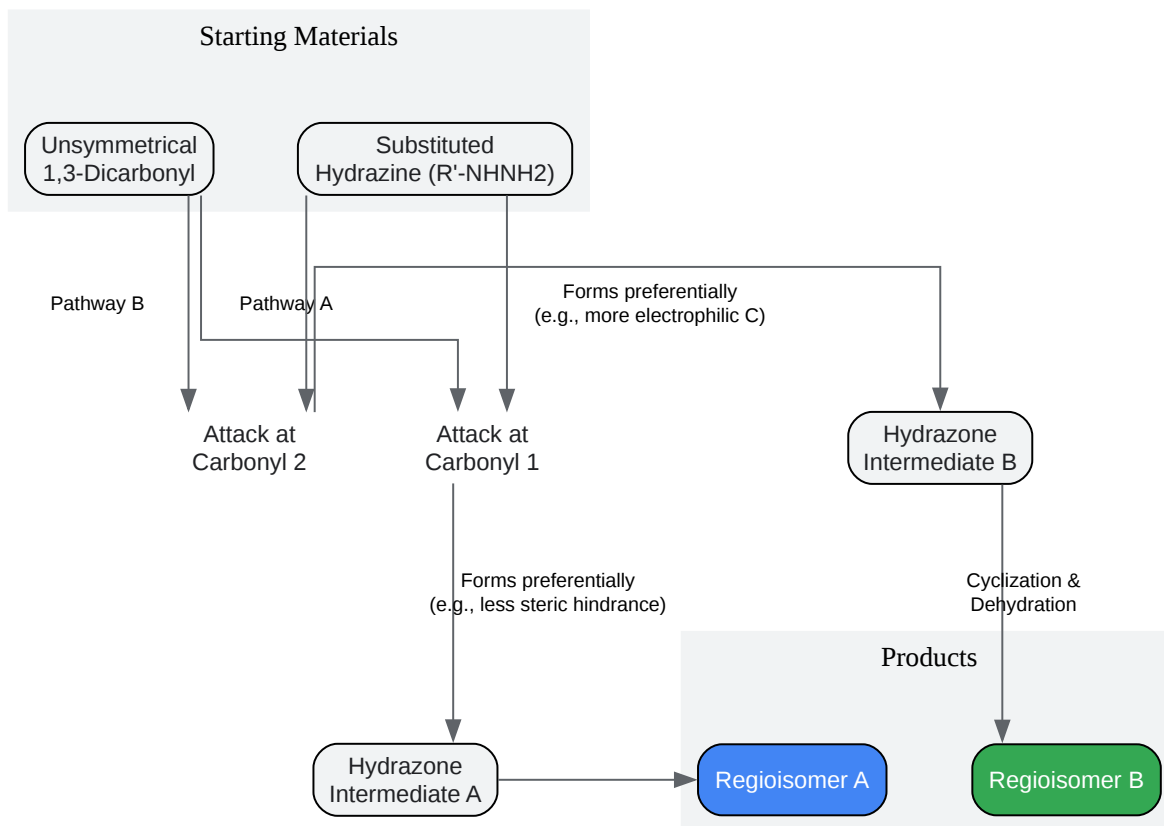 Starting Materials
Unsymmetrical
1,3-Dicarbonyl
Substituted
Hydrazine (R'-NHNH2)
Pathway B
Pathway A
Forms preferentially
(e.g., more electrophilic C)
Attack at
Carbonyl 2
Attack at
Carbonyl 1
Hydrazone
Intermediate B
Forms preferentially
(e.g., less steric hindrance)
Cyclization &
Dehydration
Products
Hydrazone
Intermediate A
Regioisomer A
Regioisomer B